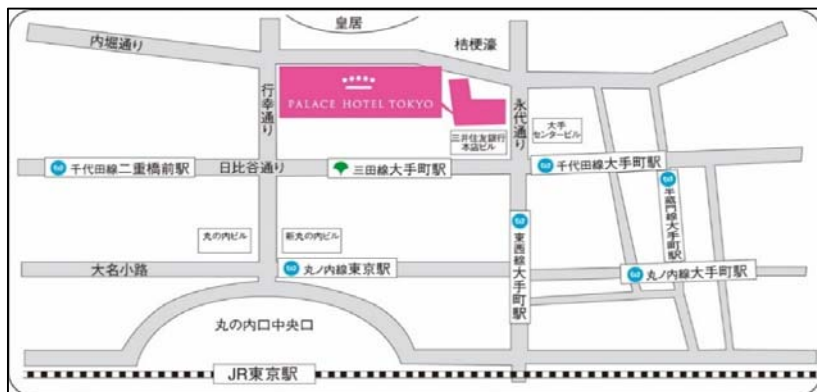 皇居
内堀通り
桔梗濠
行幸通り
PALACE HOTEL TOKYO
永代通り
三井住友銀行
本店ビル
大手
センタービル
千代田線二重橋前駅
日比谷通り
三田線大手町駅
千代田線大手町駅
半蔵門線大手町駅
丸の内ビル
新丸の内ビル
東西線大手町駅
大名小路
丸ノ内線東京駅
丸ノ内線大手町駅
丸の内口中央口
JR東京駅